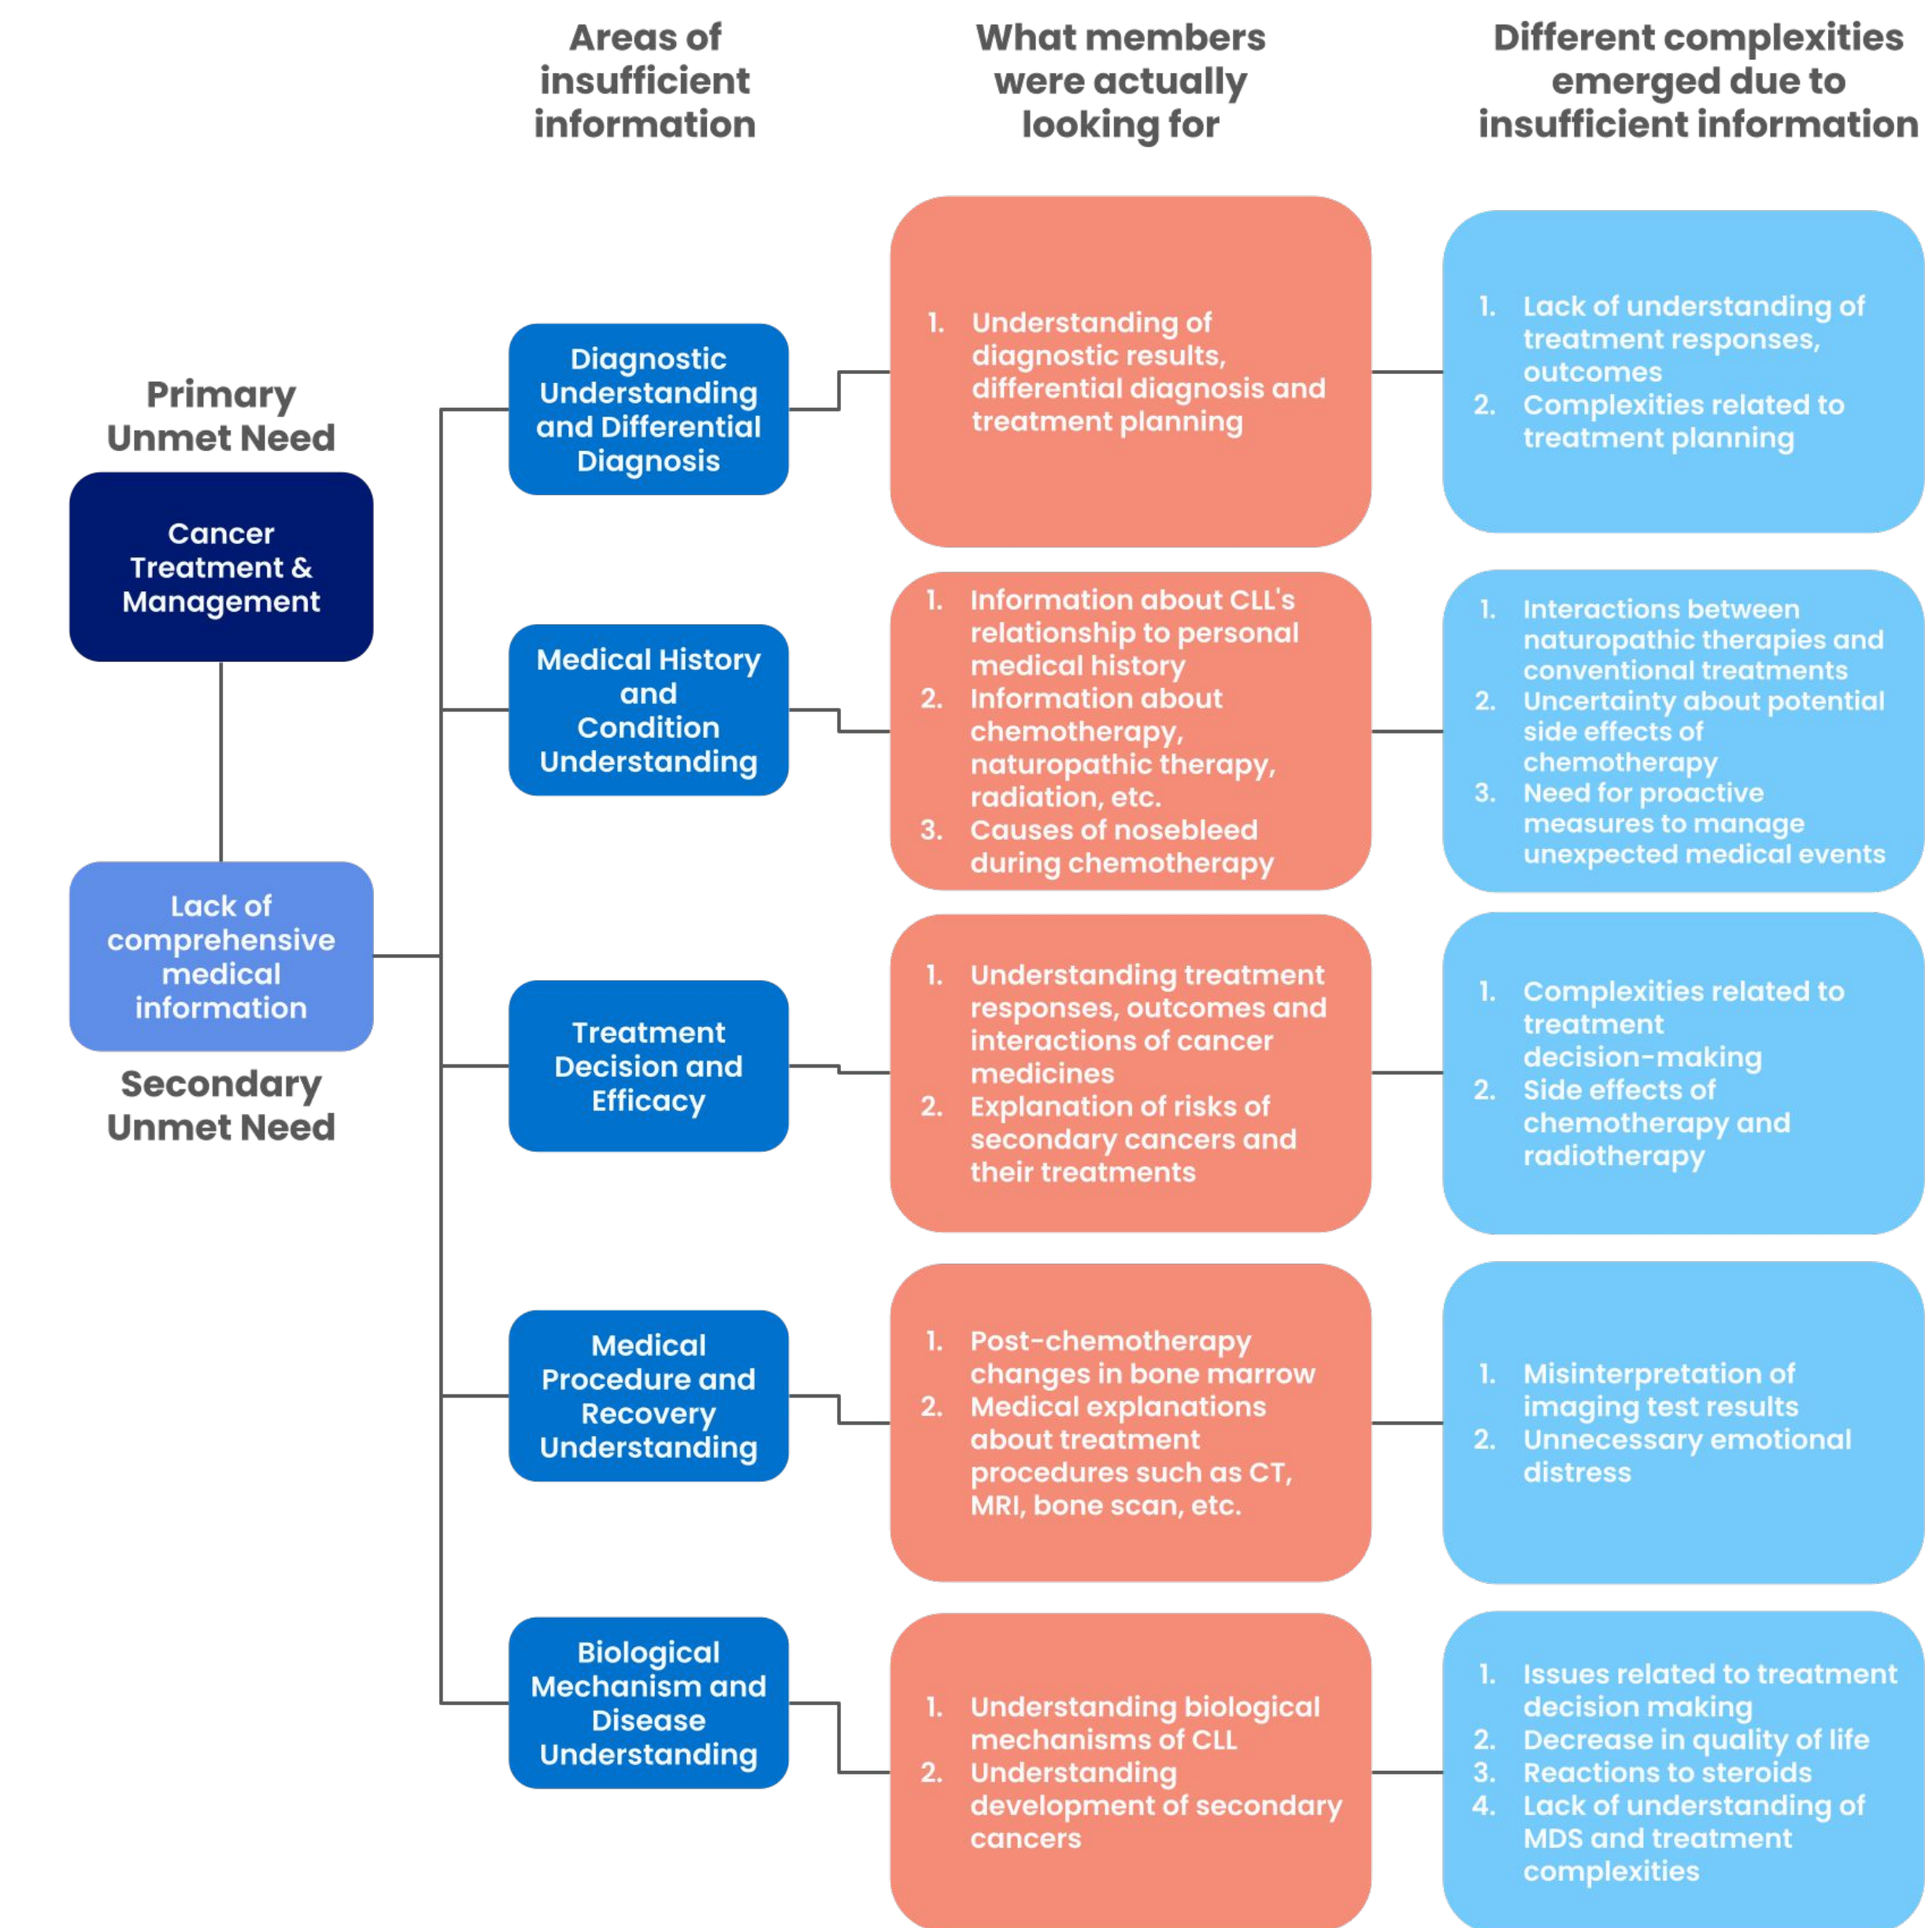 Areas of
insufficient
information
What members
were actually
looking for
Different complexities
emerged due to
insufficient information
Primary
Unmet Need
Cancer
Treatment &
Management
Lack of
comprehensive
medical
information
Secondary
Unmet Need
Diagnostic
Understanding
and Differential
Diagnosis
1. Understanding of
diagnostic results,
differential diagnosis and
treatment planning
1. Lack of understanding of
treatment responses,
outcomes
2. Complexities related to
treatment planning
Medical History
and
Condition
Understanding
1. Information about CLL's
relationship to personal
medical history
2. Information about
chemotherapy,
naturopathic therapy,
radiation, etc.
3. Causes of nosebleed
during chemotherapy
1. Interactions between
naturopathic therapies and
conventional treatments
2. Uncertainty about potential
side effects of
chemotherapy
3. Need for proactive
measures to manage
unexpected medical events
Treatment
Decision and
Efficacy
1. Understanding treatment
responses, outcomes and
interactions of cancer
medicines
2. Explanation of risks of
secondary cancers and
their treatments
1. Complexities related to
treatment
decision-making
2. Side effects of
chemotherapy and
radiotherapy
Medical
Procedure and
Recovery
Understanding
1. Post-chemotherapy
changes in bone marrow
2. Medical explanations
about treatment
procedures such as CT,
MRI, bone scan, etc.
1. Misinterpretation of
imaging test results
2. Unnecessary emotional
distress
Biological
Mechanism and
Disease
Understanding
1. Understanding biological
mechanisms of CLL
2. Understanding
development of secondary
cancers
1. Issues related to treatment
decision making
2. Decrease in quality of life
3. Reactions to steroids
4. Lack of understanding of
MDS and treatment
complexities